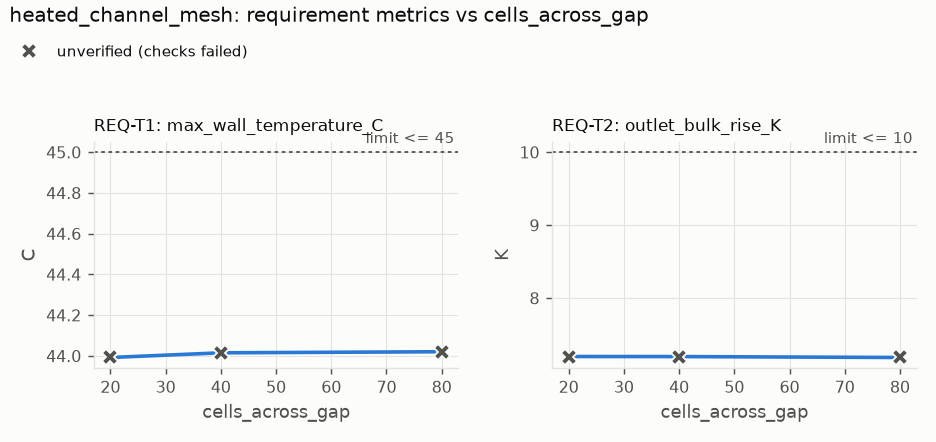 heated_channel_mesh: requirement metrics vs cells_across_gap
unverified (checks failed)
REQ-T1: max_wall_temperature_C
limit <= 45
45.0
44.8
44.6
44.4
44.2
44.0
C
20 30 40 50 60 70 80
cells_across_gap
REQ-T2: outlet_bulk_rise_K
limit <= 10
10
9
8
K
20 30 40 50 60 70 80
cells_across_gap